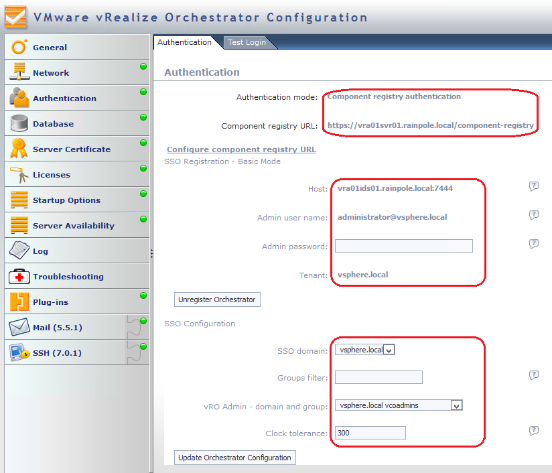 VMware vRealize Orchestrator Configuration
General
Network
Authentication
Database
Server Certificate
Licenses
Startup Options
Server Availability
Log
Troubleshooting
Plug-ins
Mail (5.5.1)
SSH (7.0.1)
Authentication Test Login
Authentication
Authentication mode: Component registry authentication
Component registry URL: https://vra01svr01.rainpole.local/component-registry
Configure component registry URL
SSO Registration - Basic Mode
Host: vra01ids01.rainpole.local:7444
Admin user name: administrator@vsphere.local
Admin password:
Tenant: vsphere.local
Unregister Orchestrator
SSO Configuration
SSO domain: vsphere.local
Groups filter:
vRO Admin - domain and group: vsphere.local vcoadmins
Clock tolerance: 300
Update Orchestrator Configuration